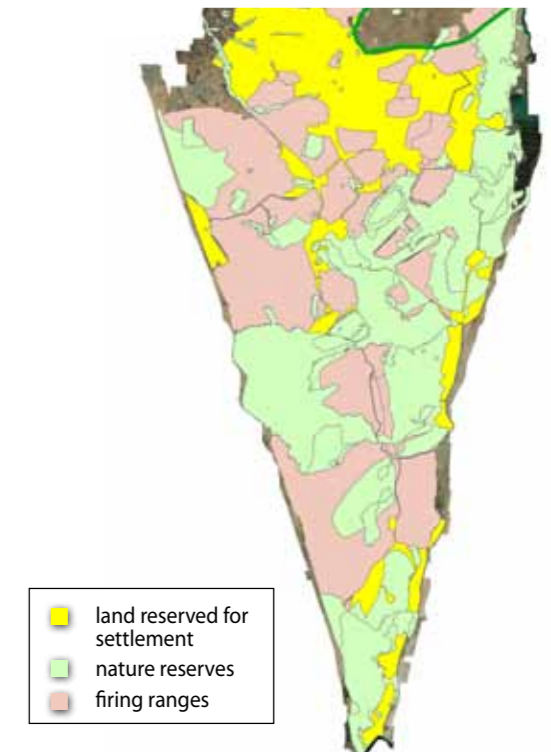 land reserved for
settlement
nature reserves
firing ranges